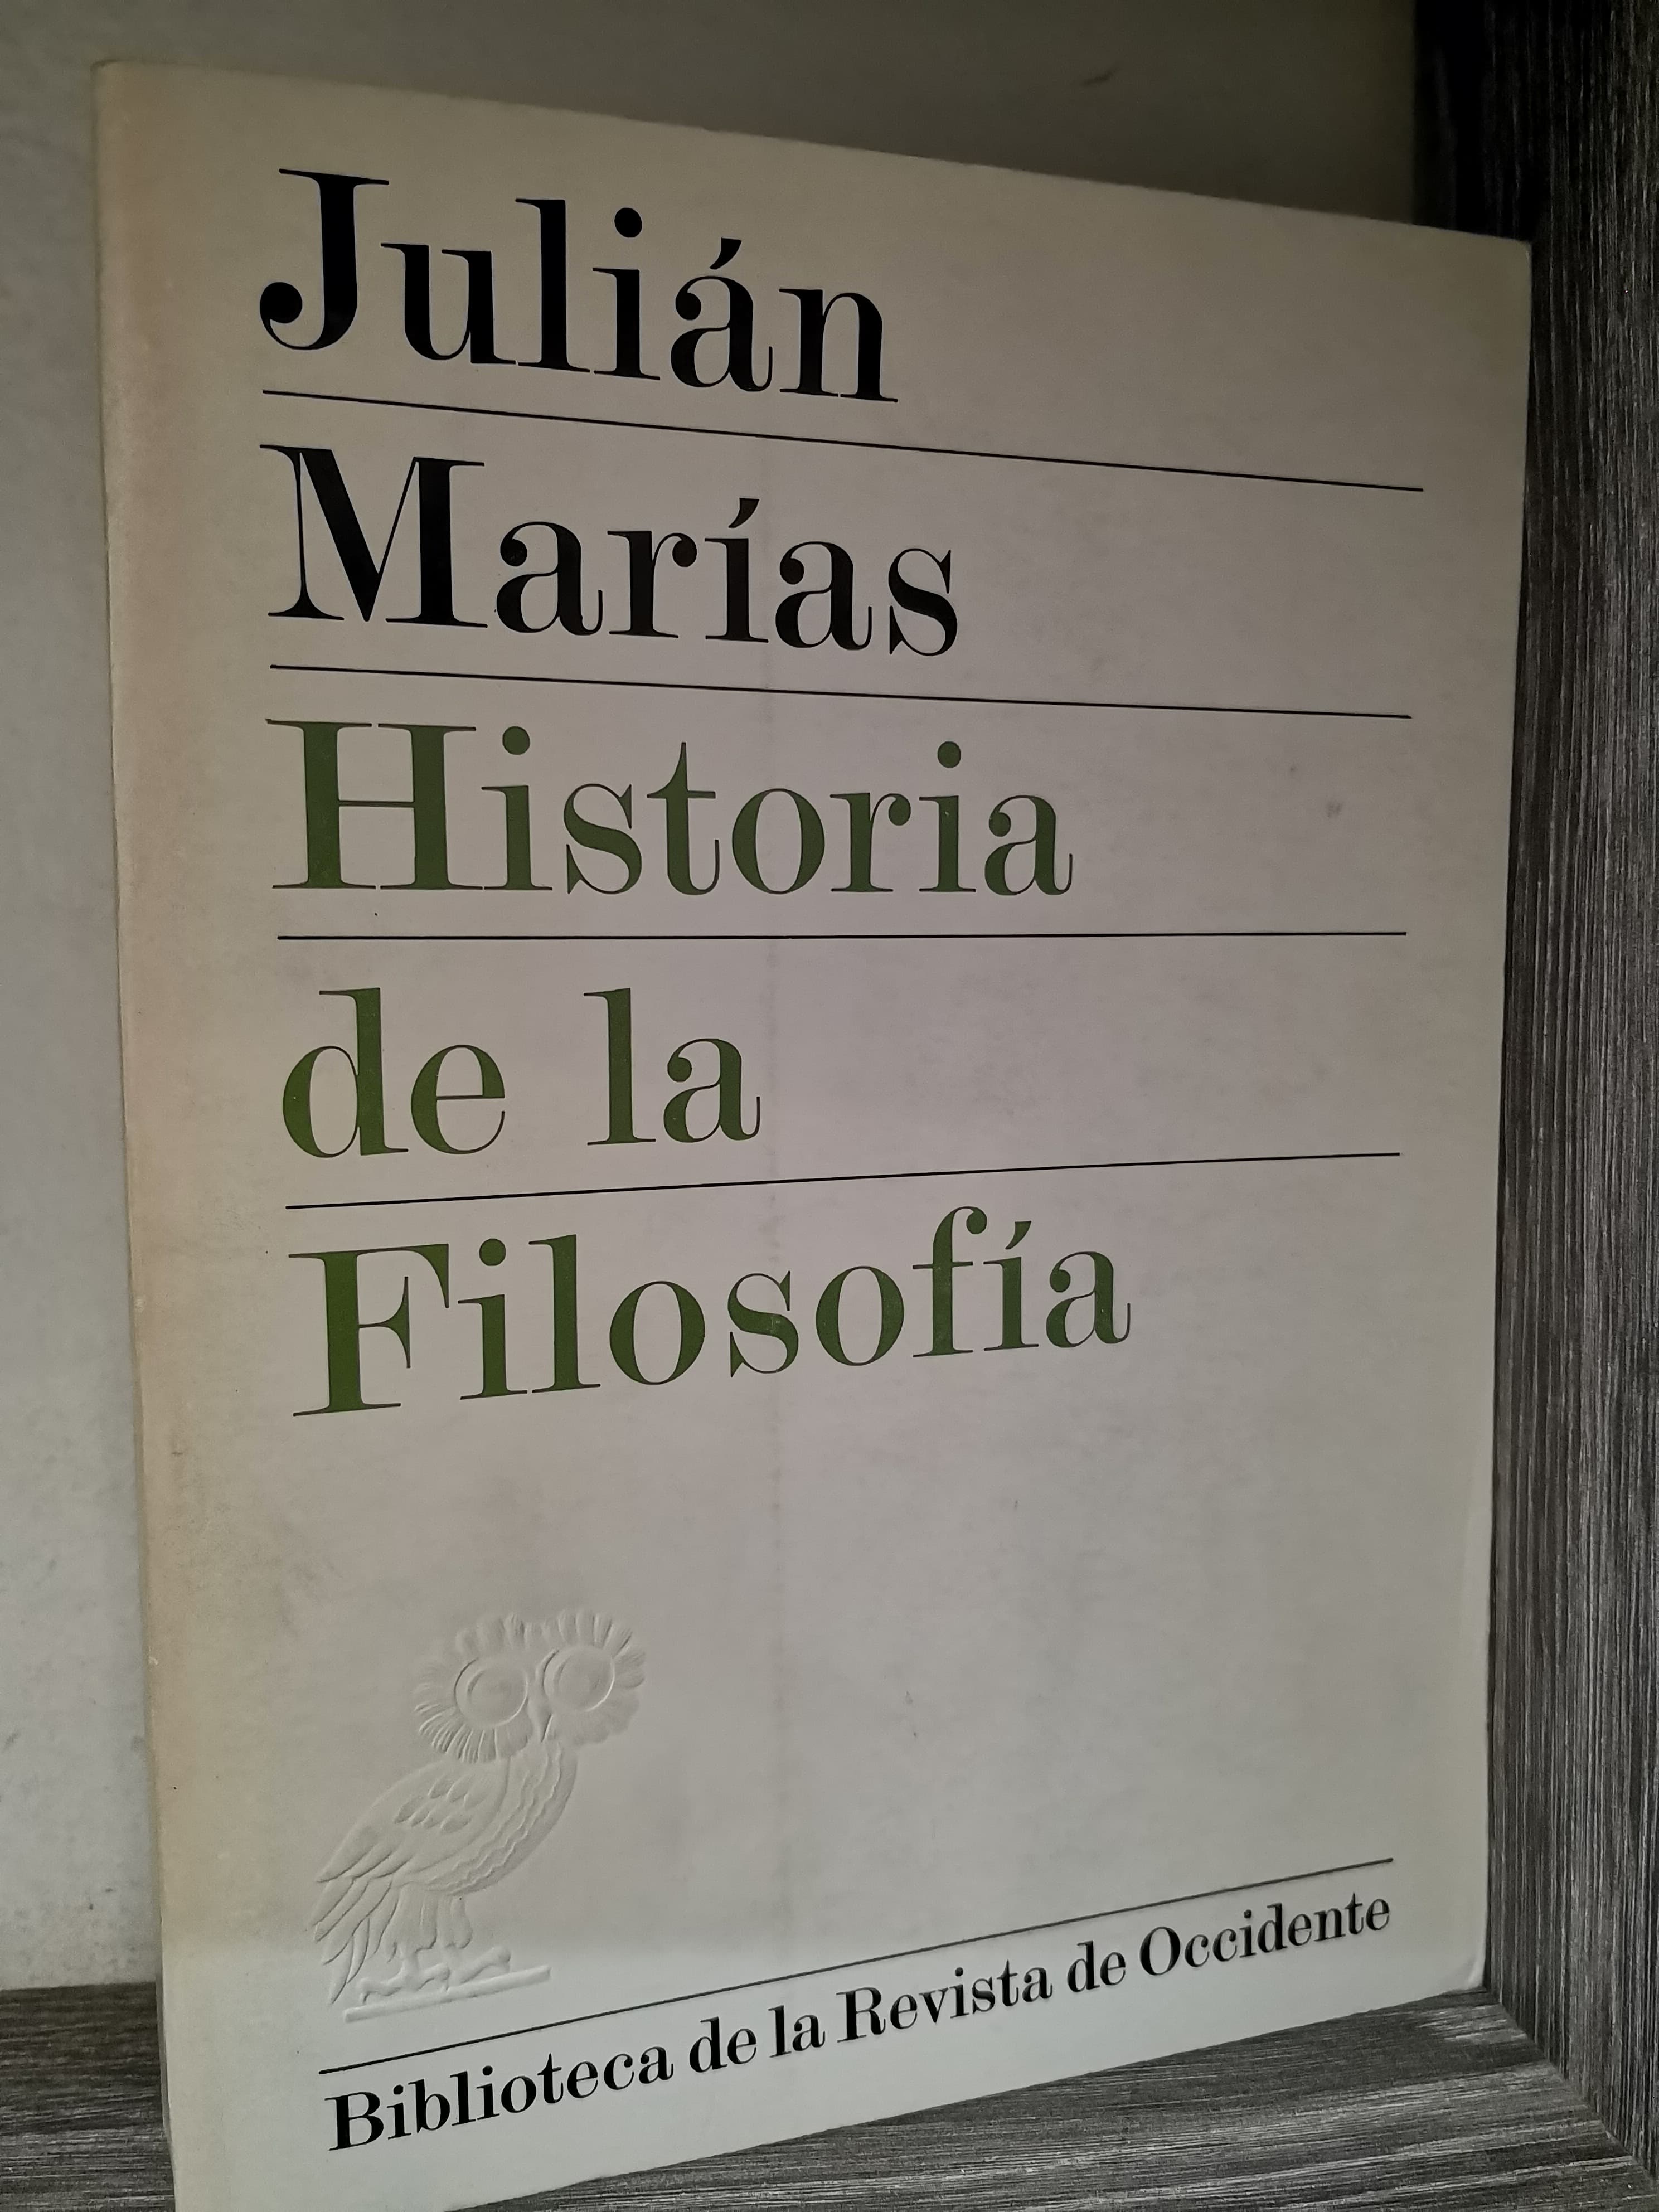 Julián
Marías
Historia
de la
Filosofía
Biblioteca de la Revista de Occidente